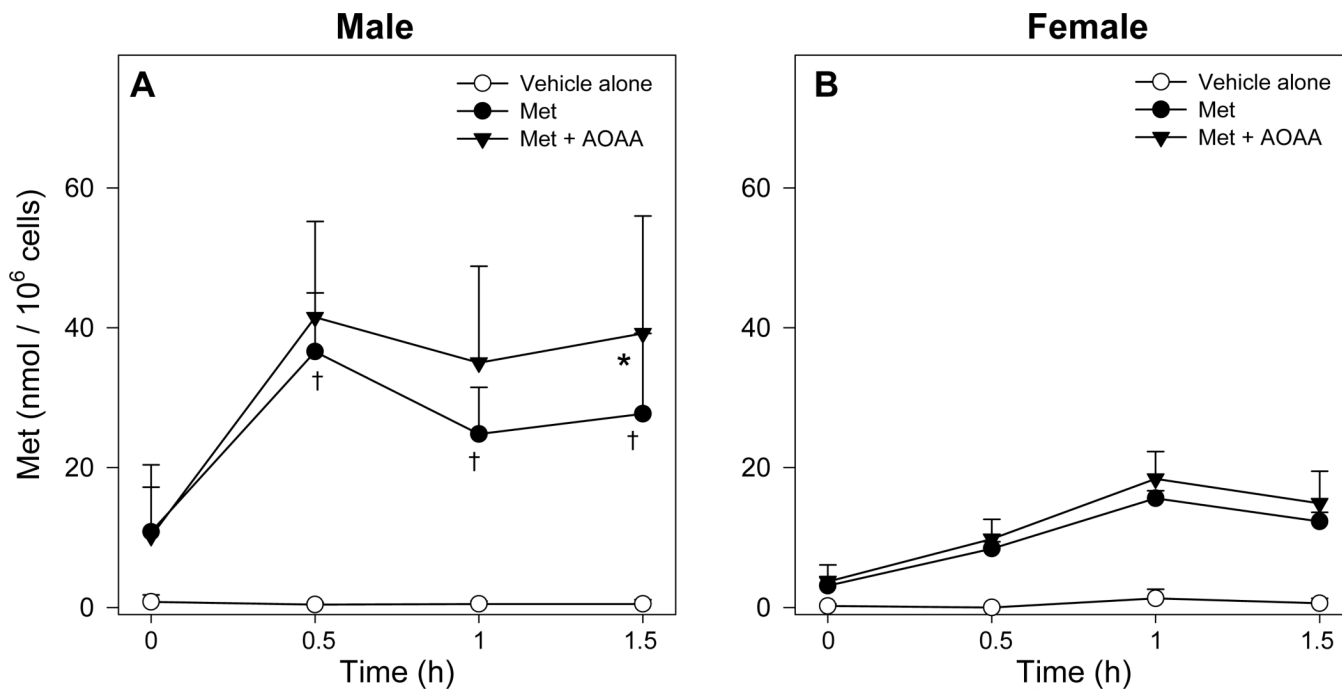 Male
Female
A
Vehicle alone
Met
Met + AOAA
B
Vehicle alone
Met
Met + AOAA
Met (nmol / 10⁶ cells)
60
40
20
0
*
†
†
†
0
0.5
1
1.5
Time (h)
60
40
20
0
0
0.5
1
1.5
Time (h)